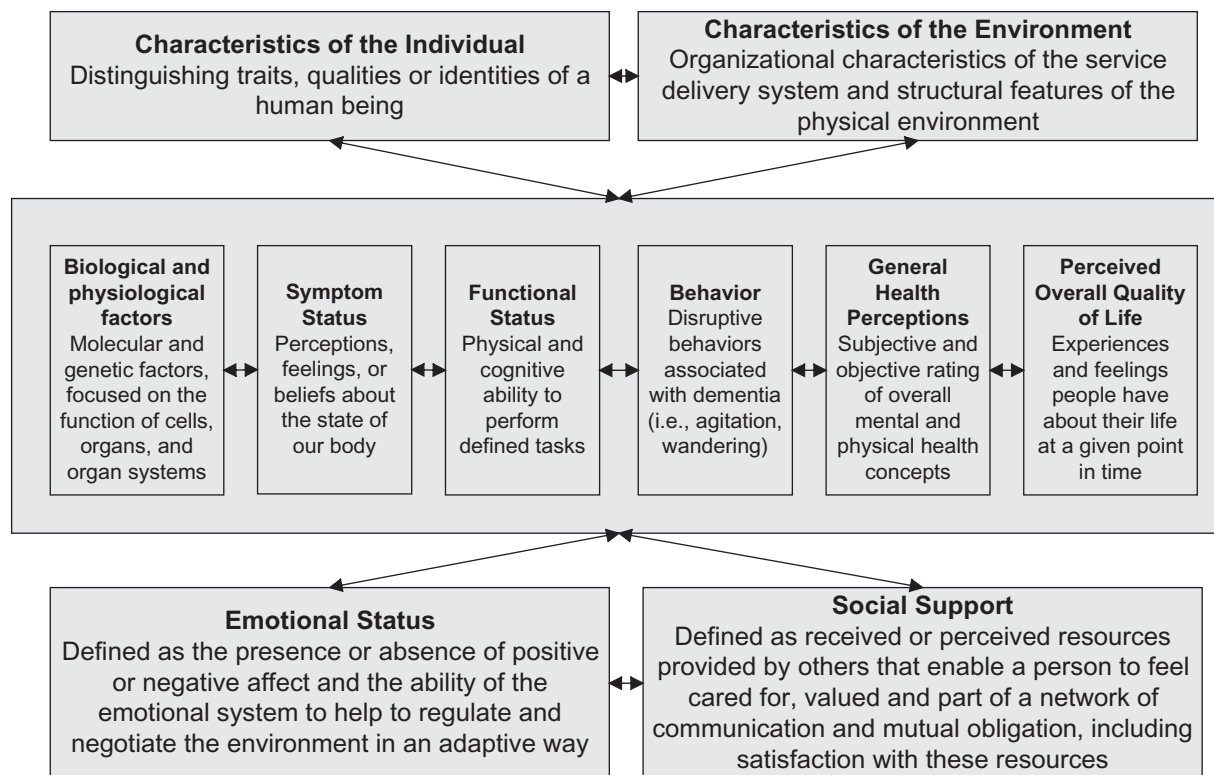 Characteristics of the Individual
Distinguishing traits, qualities or identities of a
human being
Characteristics of the Environment
Organizational characteristics of the service
delivery system and structural features of the
physical environment
Biological and
physiological
factors
Molecular and
genetic factors,
focused on the
function of cells,
organs, and
organ systems
Symptom
Status
Perceptions,
feelings, or
beliefs about
the state of
our body
Functional
Status
Physical and
cognitive
ability to
perform
defined tasks
Behavior
Disruptive
behaviors
associated
with dementia
(i.e., agitation,
wandering)
General
Health
Perceptions
Subjective and
objective rating
of overall
mental and
physical health
concepts
Perceived
Overall Quality
of Life
Experiences
and feelings
people have
about their life
at a given point
in time
Emotional Status
Defined as the presence or absence of positive
or negative affect and the ability of the
emotional system to help to regulate and
negotiate the environment in an adaptive way
Social Support
Defined as received or perceived resources
provided by others that enable a person to feel
cared for, valued and part of a network of
communication and mutual obligation, including
satisfaction with these resources